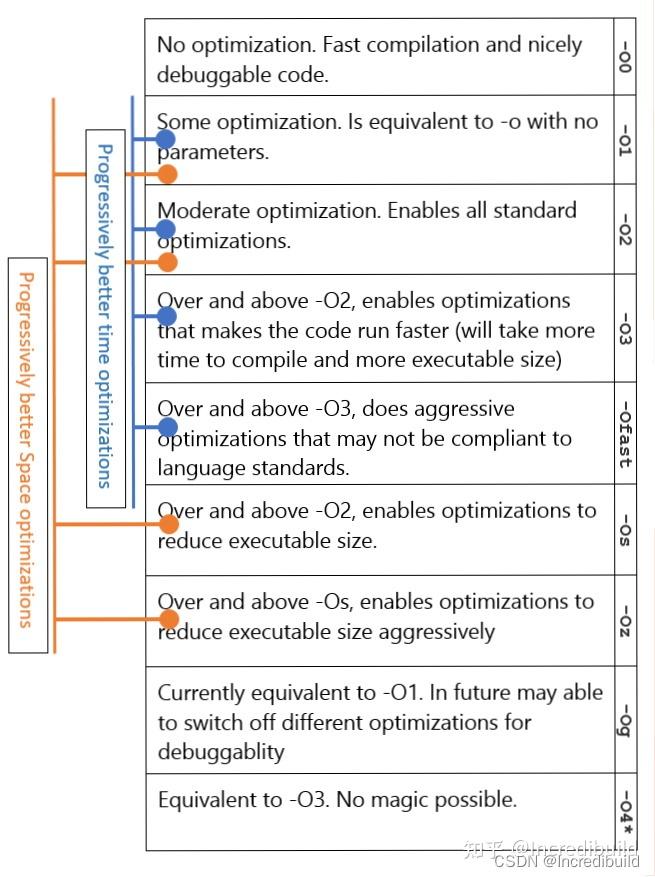 No optimization. Fast compilation and nicely
debuggable code.
-O0
Some optimization. Is equivalent to -o with no
parameters.
-O1
Moderate optimization. Enables all standard
optimizations.
-O2
Over and above -O2, enables optimizations
that makes the code run faster (will take more
time to compile and more executable size)
-O3
Over and above -O3, does aggressive
optimizations that may not be compliant to
language standards.
-Ofast
Over and above -O2, enables optimizations to
reduce executable size.
-Os
Over and above -Os, enables optimizations to
reduce executable size aggressively
-Oz
Currently equivalent to -O1. In future may able
to switch off different optimizations for
debuggablity
-Og
Equivalent to -O3. No magic possible.
-O4*
Progressively better time optimizations
Progressively better Space optimizations
知乎 @Incredibuild
CSDN @Incredibuild